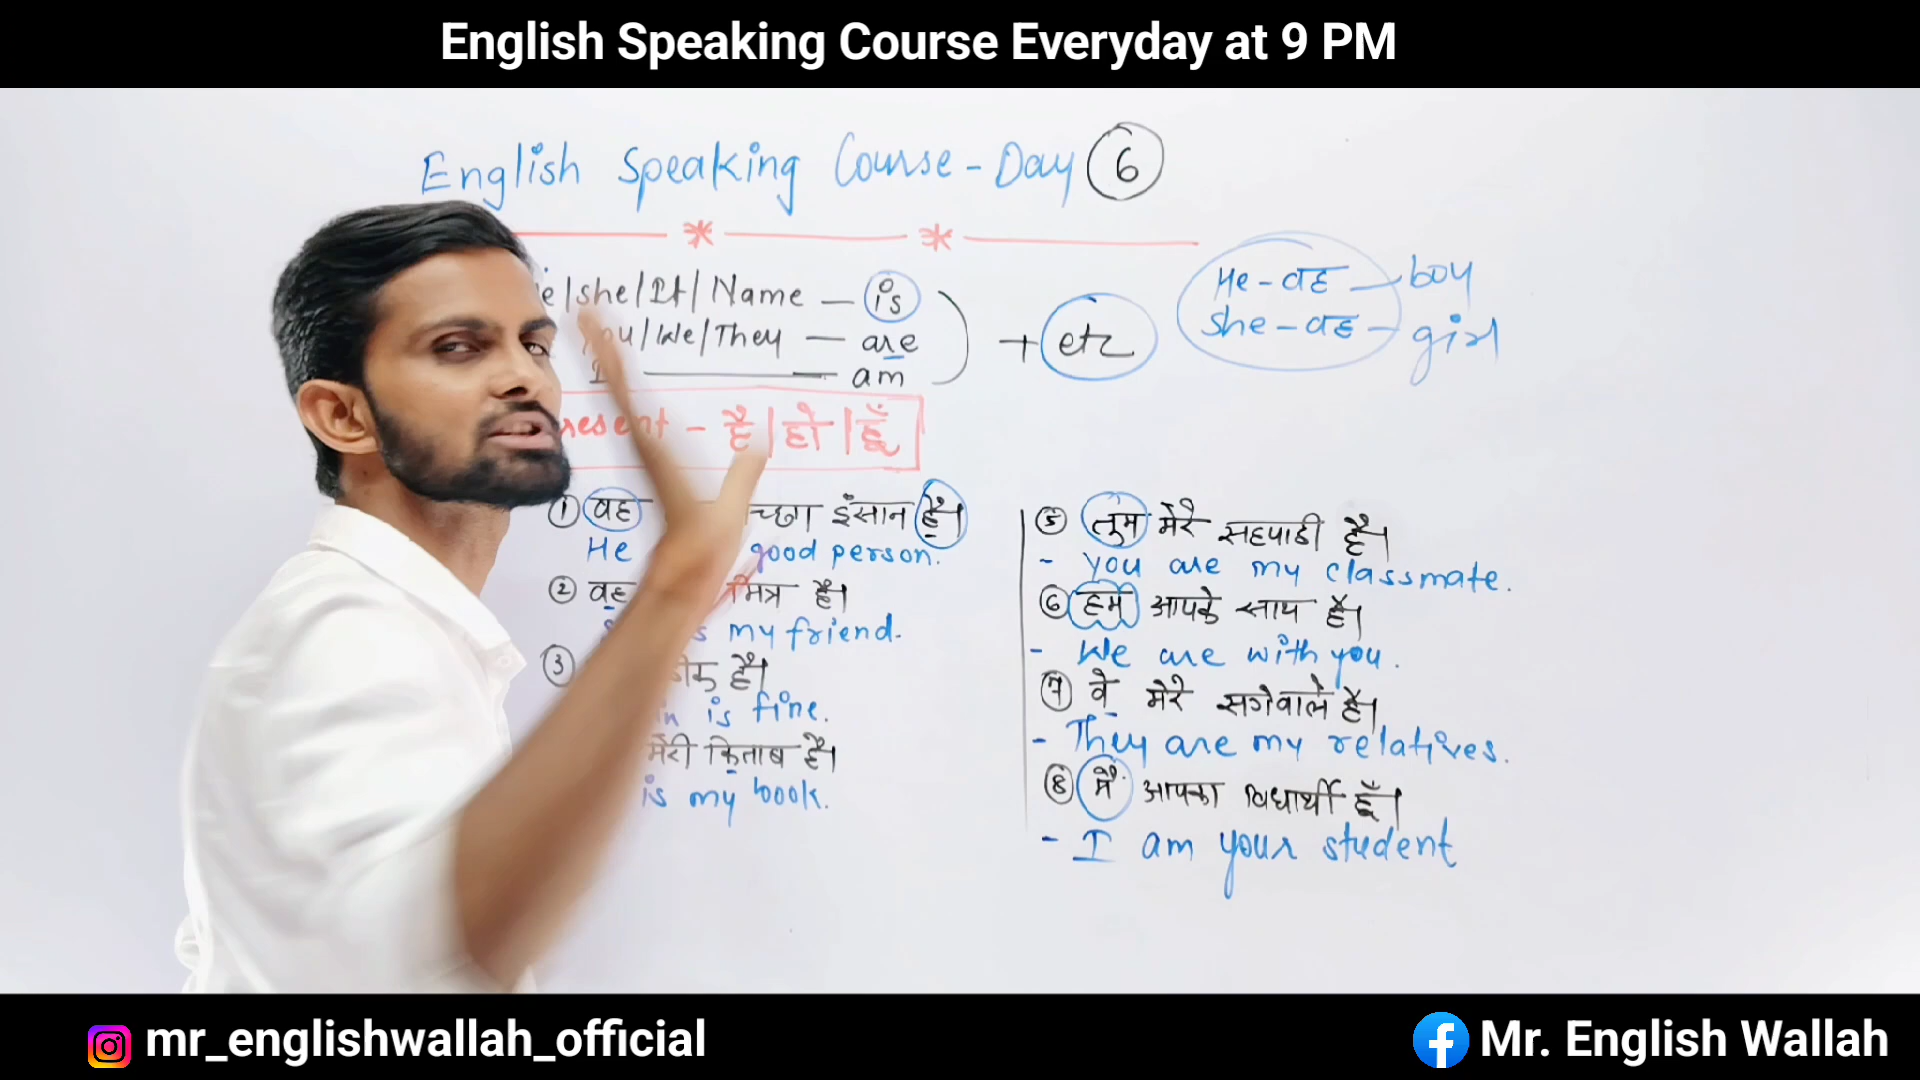 English Speaking Course Everyday at 9 PM
English Speaking Course - Day 6
|she|It|Name — is
|We|They — are
— am
+ etc
He - वह — boy
she - वह - girl
- है|हो|हूँ
① वह इंसान है।
He good person.
② वह मित्र है।
my friend.
③ है।
is fine.
मेरी किताब है।
is my book.
⑤ तुम मेरे सहपाठी है।
- you are my classmate.
⑥ हम आपके साथ है।
- We are with you.
⑦ वे मेरे सगेवाले है।
- They are my relatives.
⑧ मैं आपका विधार्थी हूँ।
- I am your student
mr_englishwallah_official
Mr. English Wallah